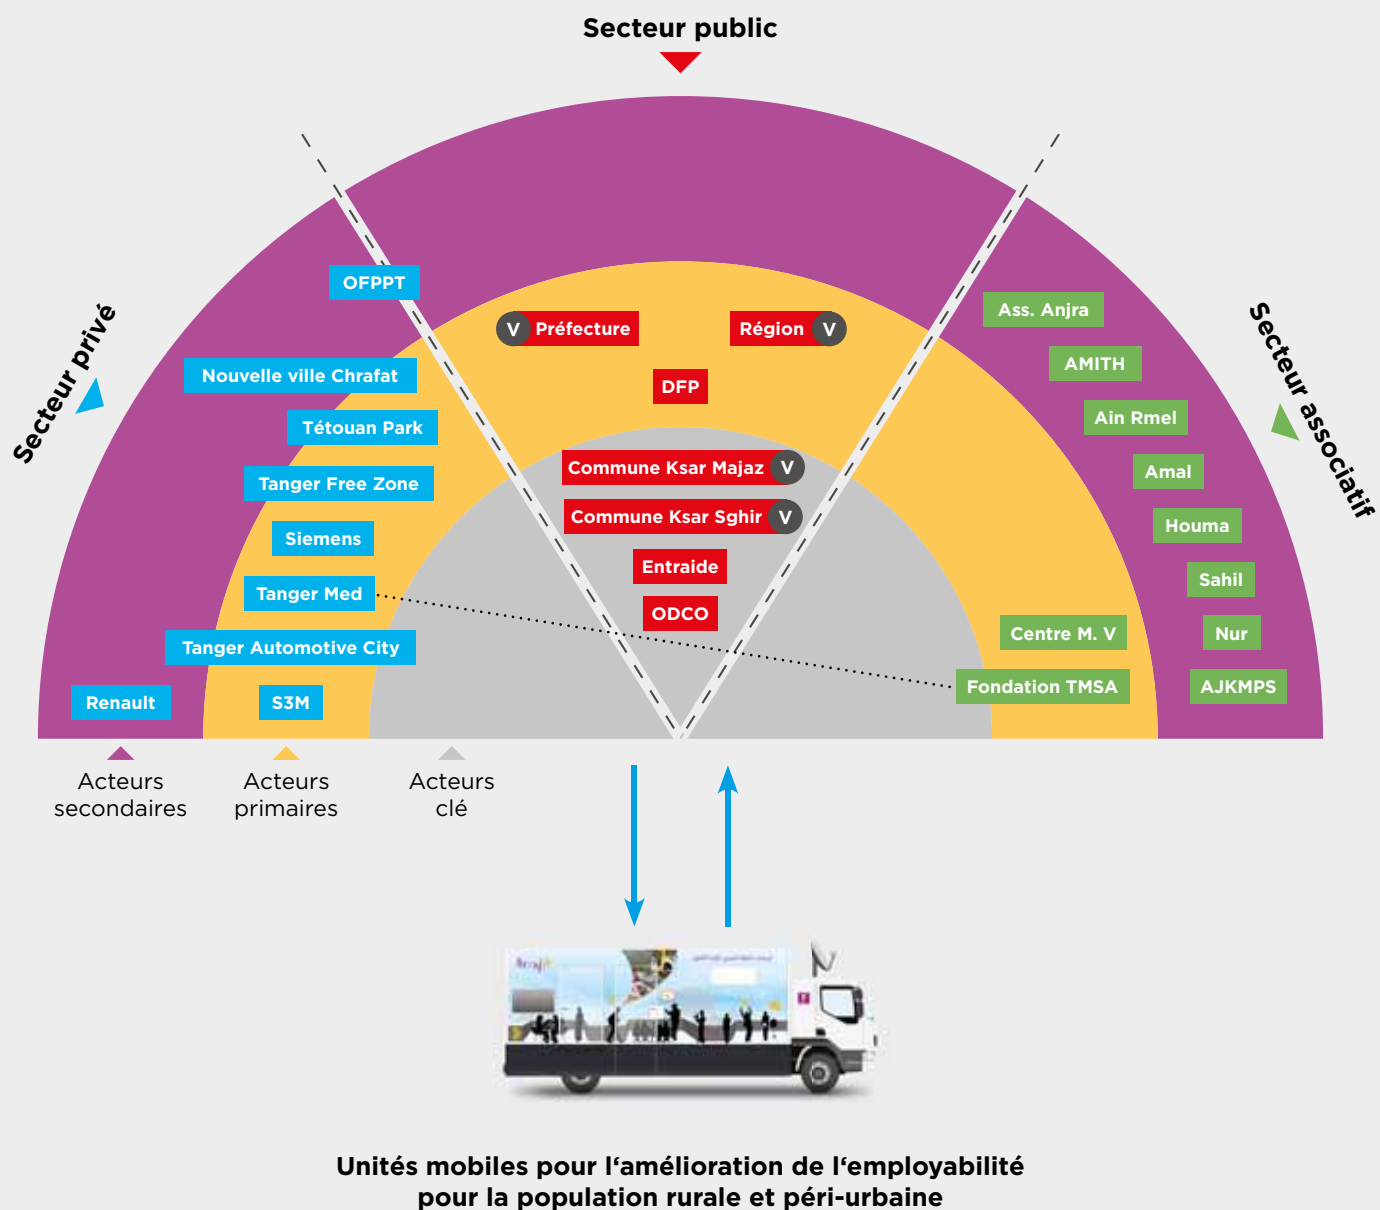 Secteur public
Secteur privé
Secteur associatif
OFPPT
Nouvelle ville Chrafat
Tétouan Park
Tanger Free Zone
Siemens
Tanger Med
Tanger Automotive City
Renault
S3M
V Préfecture
Région V
DFP
Commune Ksar Majaz V
Commune Ksar Sghir V
Entraide
ODCO
Ass. Anjra
AMITH
Ain Rmel
Amal
Houma
Sahil
Centre M. V
Nur
Fondation TMSA
AJKMPS
Acteurs
secondaires
Acteurs
primaires
Acteurs
clé
Unités mobiles pour l‘amélioration de l‘employabilité
pour la population rurale et péri-urbaine